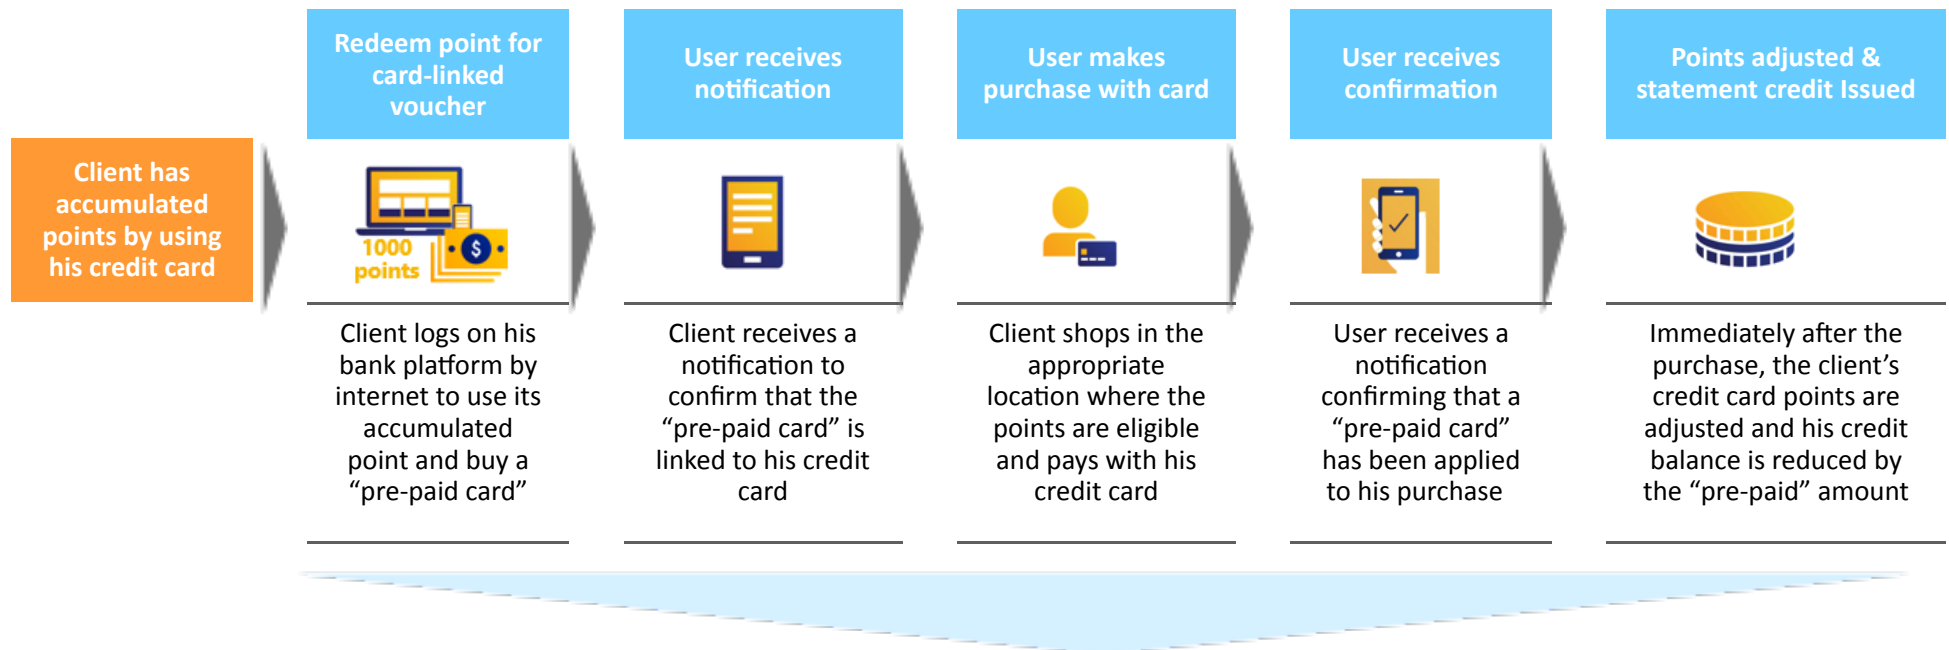 Client has
accumulated
points by using
his credit card
Redeem point for
card-linked
voucher
1000
points
$
Client logs on his
bank platform by
internet to use its
accumulated
point and buy a
“pre-paid card”
User receives
notification
Client receives a
notification to
confirm that the
“pre-paid card” is
linked to his credit
card
User makes
purchase with card
Client shops in the
appropriate
location where the
points are eligible
and pays with his
credit card
User receives
confirmation
User receives a
notification
confirming that a
“pre-paid card”
has been applied
to his purchase
Points adjusted &
statement credit Issued
Immediately after the
purchase, the client’s
credit card points are
adjusted and his credit
balance is reduced by
the “pre-paid” amount